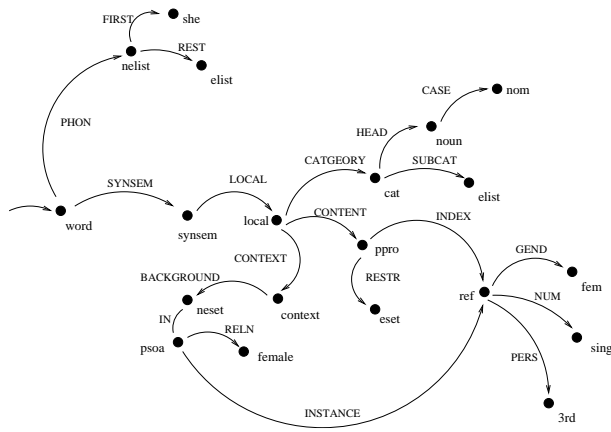 FIRST
she
REST
nelist
elist
CASE
nom
PHON
HEAD
noun
CATGEORY
SUBCAT
SYNSEM
LOCAL
cat
elist
word
synsem
local
CONTENT
INDEX
ppro
GEND
CONTEXT
BACKGROUND
RESTR
fem
ref
NUM
neset
context
eset
IN
RELN
sing
psoa
female
PERS
INSTANCE
3rd